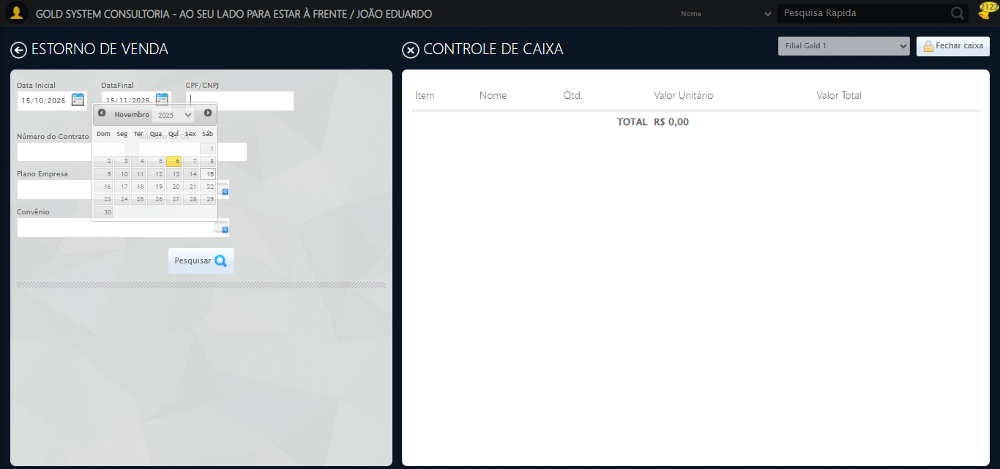 GOLD SYSTEM CONSULTORIA - AO SEU LADO PARA ESTAR À FRENTE / JOÃO EDUARDO
Nome
Pesquisa Rapida
2122
ESTORNO DE VENDA
CONTROLE DE CAIXA
Filial Gold 1
Fechar caixa
Data Inicial
DataFinal
CPF/CNPJ
15/10/2025
15/11/2025
Novembro 2025
Dom Seg Ter Qua Qui Sex Sáb
1
2 3 4 5 6 7 8
9 10 11 12 13 14 15
16 17 18 19 20 21 22
23 24 25 26 27 28 29
30
Número do Contrato
Número da OS
Plano Empresa
Convênio
Pesquisar
Item Nome Qtd. Valor Unitário Valor Total
TOTAL R$ 0,00